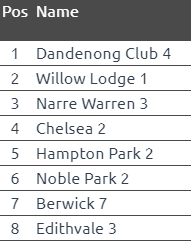 Pos Name
1 Dandenong Club 4
2 Willow Lodge 1
3 Narre Warren 3
4 Chelsea 2
5 Hampton Park 2
6 Noble Park 2
7 Berwick 7
8 Edithvale 3